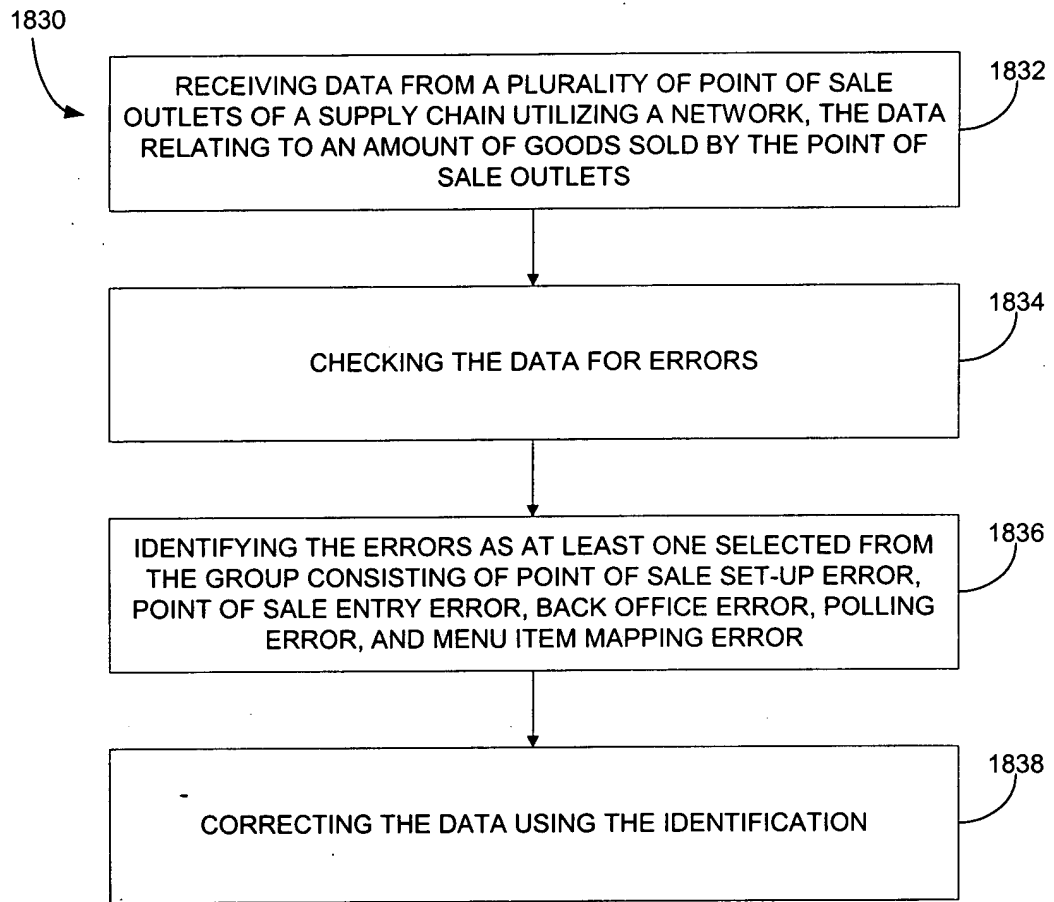 1830
RECEIVING DATA FROM A PLURALITY OF POINT OF SALE
OUTLETS OF A SUPPLY CHAIN UTILIZING A NETWORK, THE DATA
RELATING TO AN AMOUNT OF GOODS SOLD BY THE POINT OF
SALE OUTLETS
1832
CHECKING THE DATA FOR ERRORS
1834
IDENTIFYING THE ERRORS AS AT LEAST ONE SELECTED FROM
THE GROUP CONSISTING OF POINT OF SALE SET-UP ERROR,
POINT OF SALE ENTRY ERROR, BACK OFFICE ERROR, POLLING
ERROR, AND MENU ITEM MAPPING ERROR
1836
CORRECTING THE DATA USING THE IDENTIFICATION
1838